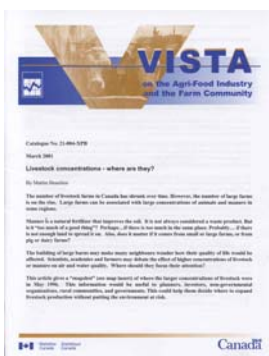 VISTA
on the Agri-Food Industry
and the Farm Community
Catalogue No. 21-004-XPB
March 2001
Livestock concentrations - where are they?
By Martin Beaulieu
The number of livestock farms in Canada has shrunk over time. However, the number of large farms
is on the rise. Large farms can be associated with large concentrations of animals and manure in
some regions.
Manure is a natural fertilizer that improves the soil. It is not always considered a waste product. But
is it "too much of a good thing"? Perhaps…if there is too much in the same place. Probably…if there
is not enough land to spread it on. Also, does it matter if it comes from small or large farms, or from
pig or dairy farms?
The building of large barns may make many neighbours wonder how their quality of life would be
affected. Scientists, academics and farmers may debate the effect of higher concentrations of livestock
or manure on air and water quality. Where should they focus their attention?
This article gives a "snapshot" (see map insert) of where the larger concentrations of livestock were
in May 1996. This information would be useful to planners, investors, non-governmental
organizations, rural communities, and governments. This could help them decide where to expand
livestock production without putting the environment at risk.
Statistics Canada
Statistique Canada
Canada